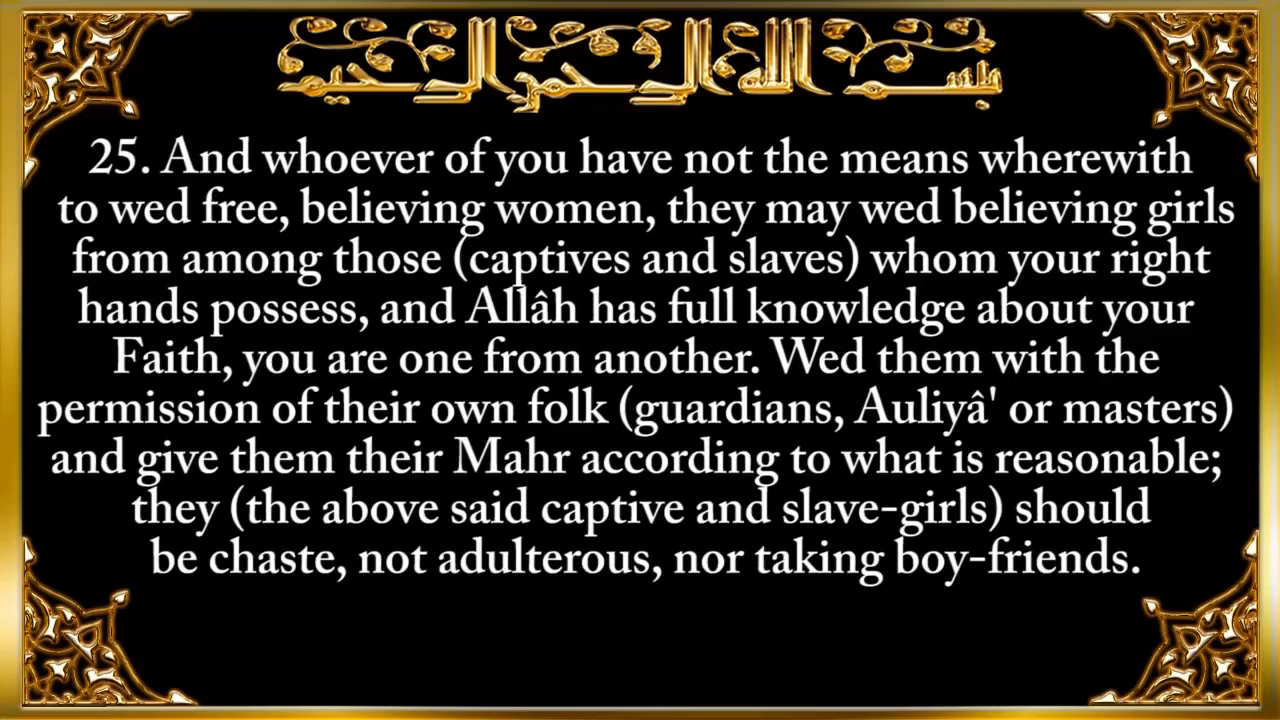 بسم الله الرحمن الرحيم
25. And whoever of you have not the means wherewith
to wed free, believing women, they may wed believing girls
from among those (captives and slaves) whom your right
hands possess, and Allâh has full knowledge about your
Faith, you are one from another. Wed them with the
permission of their own folk (guardians, Auliyâ' or masters)
and give them their Mahr according to what is reasonable;
they (the above said captive and slave-girls) should
be chaste, not adulterous, nor taking boy-friends.